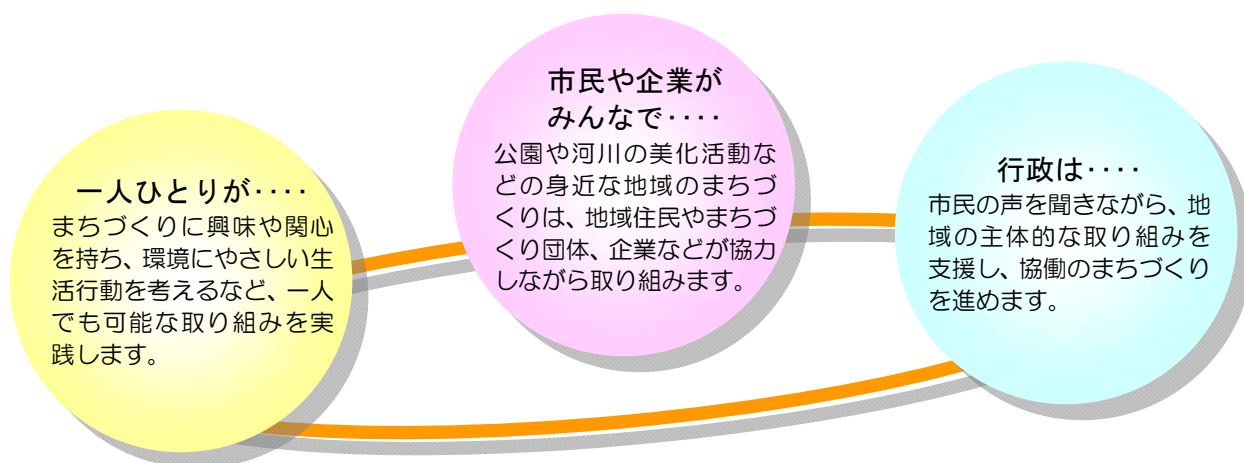 一人ひとりが‥‥
まちづくりに興味や関心
を持ち、環境にやさしい生
活行動を考えるなど、一人
でも可能な取り組みを実
践します。
市民や企業が
みんなで‥‥
公園や河川の美化活動な
どの身近な地域のまちづ
くりは、地域住民やまちづ
くり団体、企業などが協力
しながら取り組みます。
行政は‥‥
市民の声を聞きながら、地
域の主体的な取り組みを
支援し、協働のまちづくり
を進めます。